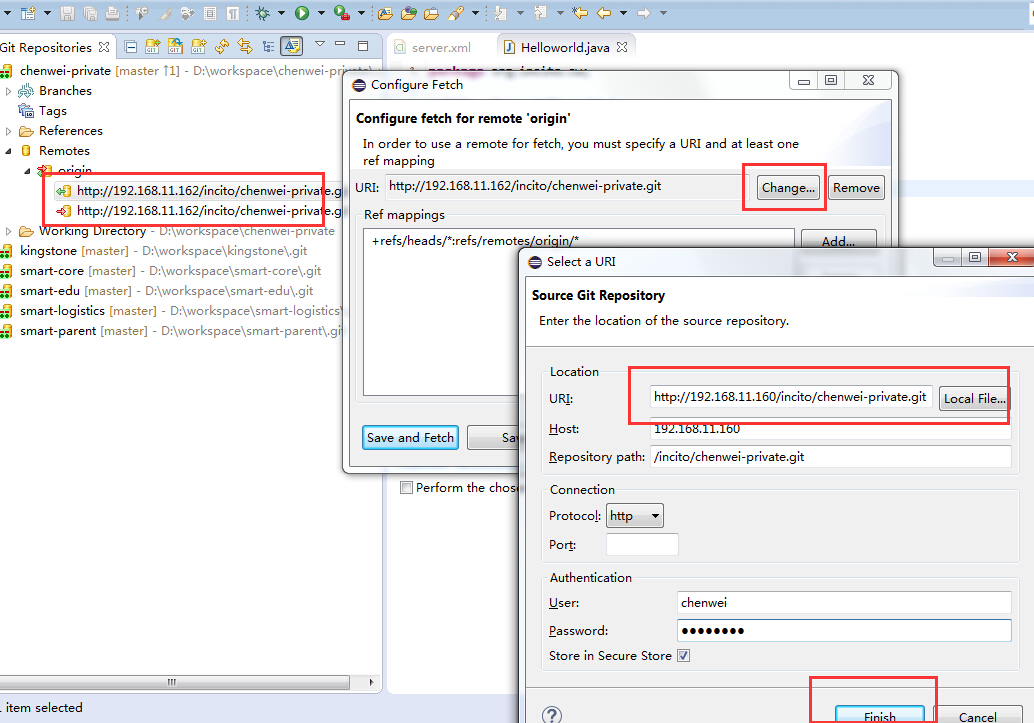 Git Repositories
server.xml
Helloworld.java
chenwei-private [master ↑1] - D:\workspace\chenwei-private\
Branches
Tags
References
Remotes
origin
http://192.168.11.162/incito/chenwei-private.g
http://192.168.11.162/incito/chenwei-private.g
Working Directory - D:\workspace\chenwei-private
kingstone [master] - D:\workspace\kingstone\.git
smart-core [master] - D:\workspace\smart-core\.git
smart-edu [master] - D:\workspace\smart-edu\.git
smart-logistics [master] - D:\workspace\smart-logistics\
smart-parent [master] - D:\workspace\smart-parent\.gi
item selected
1 package
Configure Fetch
Configure fetch for remote 'origin'
In order to use a remote for fetch, you must specify a URI and at least one
ref mapping
URI: http://192.168.11.162/incito/chenwei-private.git Change... Remove
Ref mappings
+refs/heads/*:refs/remotes/origin/*
Add...
Save and Fetch
Sav
Perform the chose
Select a URI
Source Git Repository
Enter the location of the source repository.
Location
URI: http://192.168.11.160/incito/chenwei-private.git Local File...
Host: 192.168.11.160
Repository path: /incito/chenwei-private.git
Connection
Protocol: http
Port:
Authentication
User: chenwei
Password: ●●●●●●●●
Store in Secure Store
Finish
Cancel